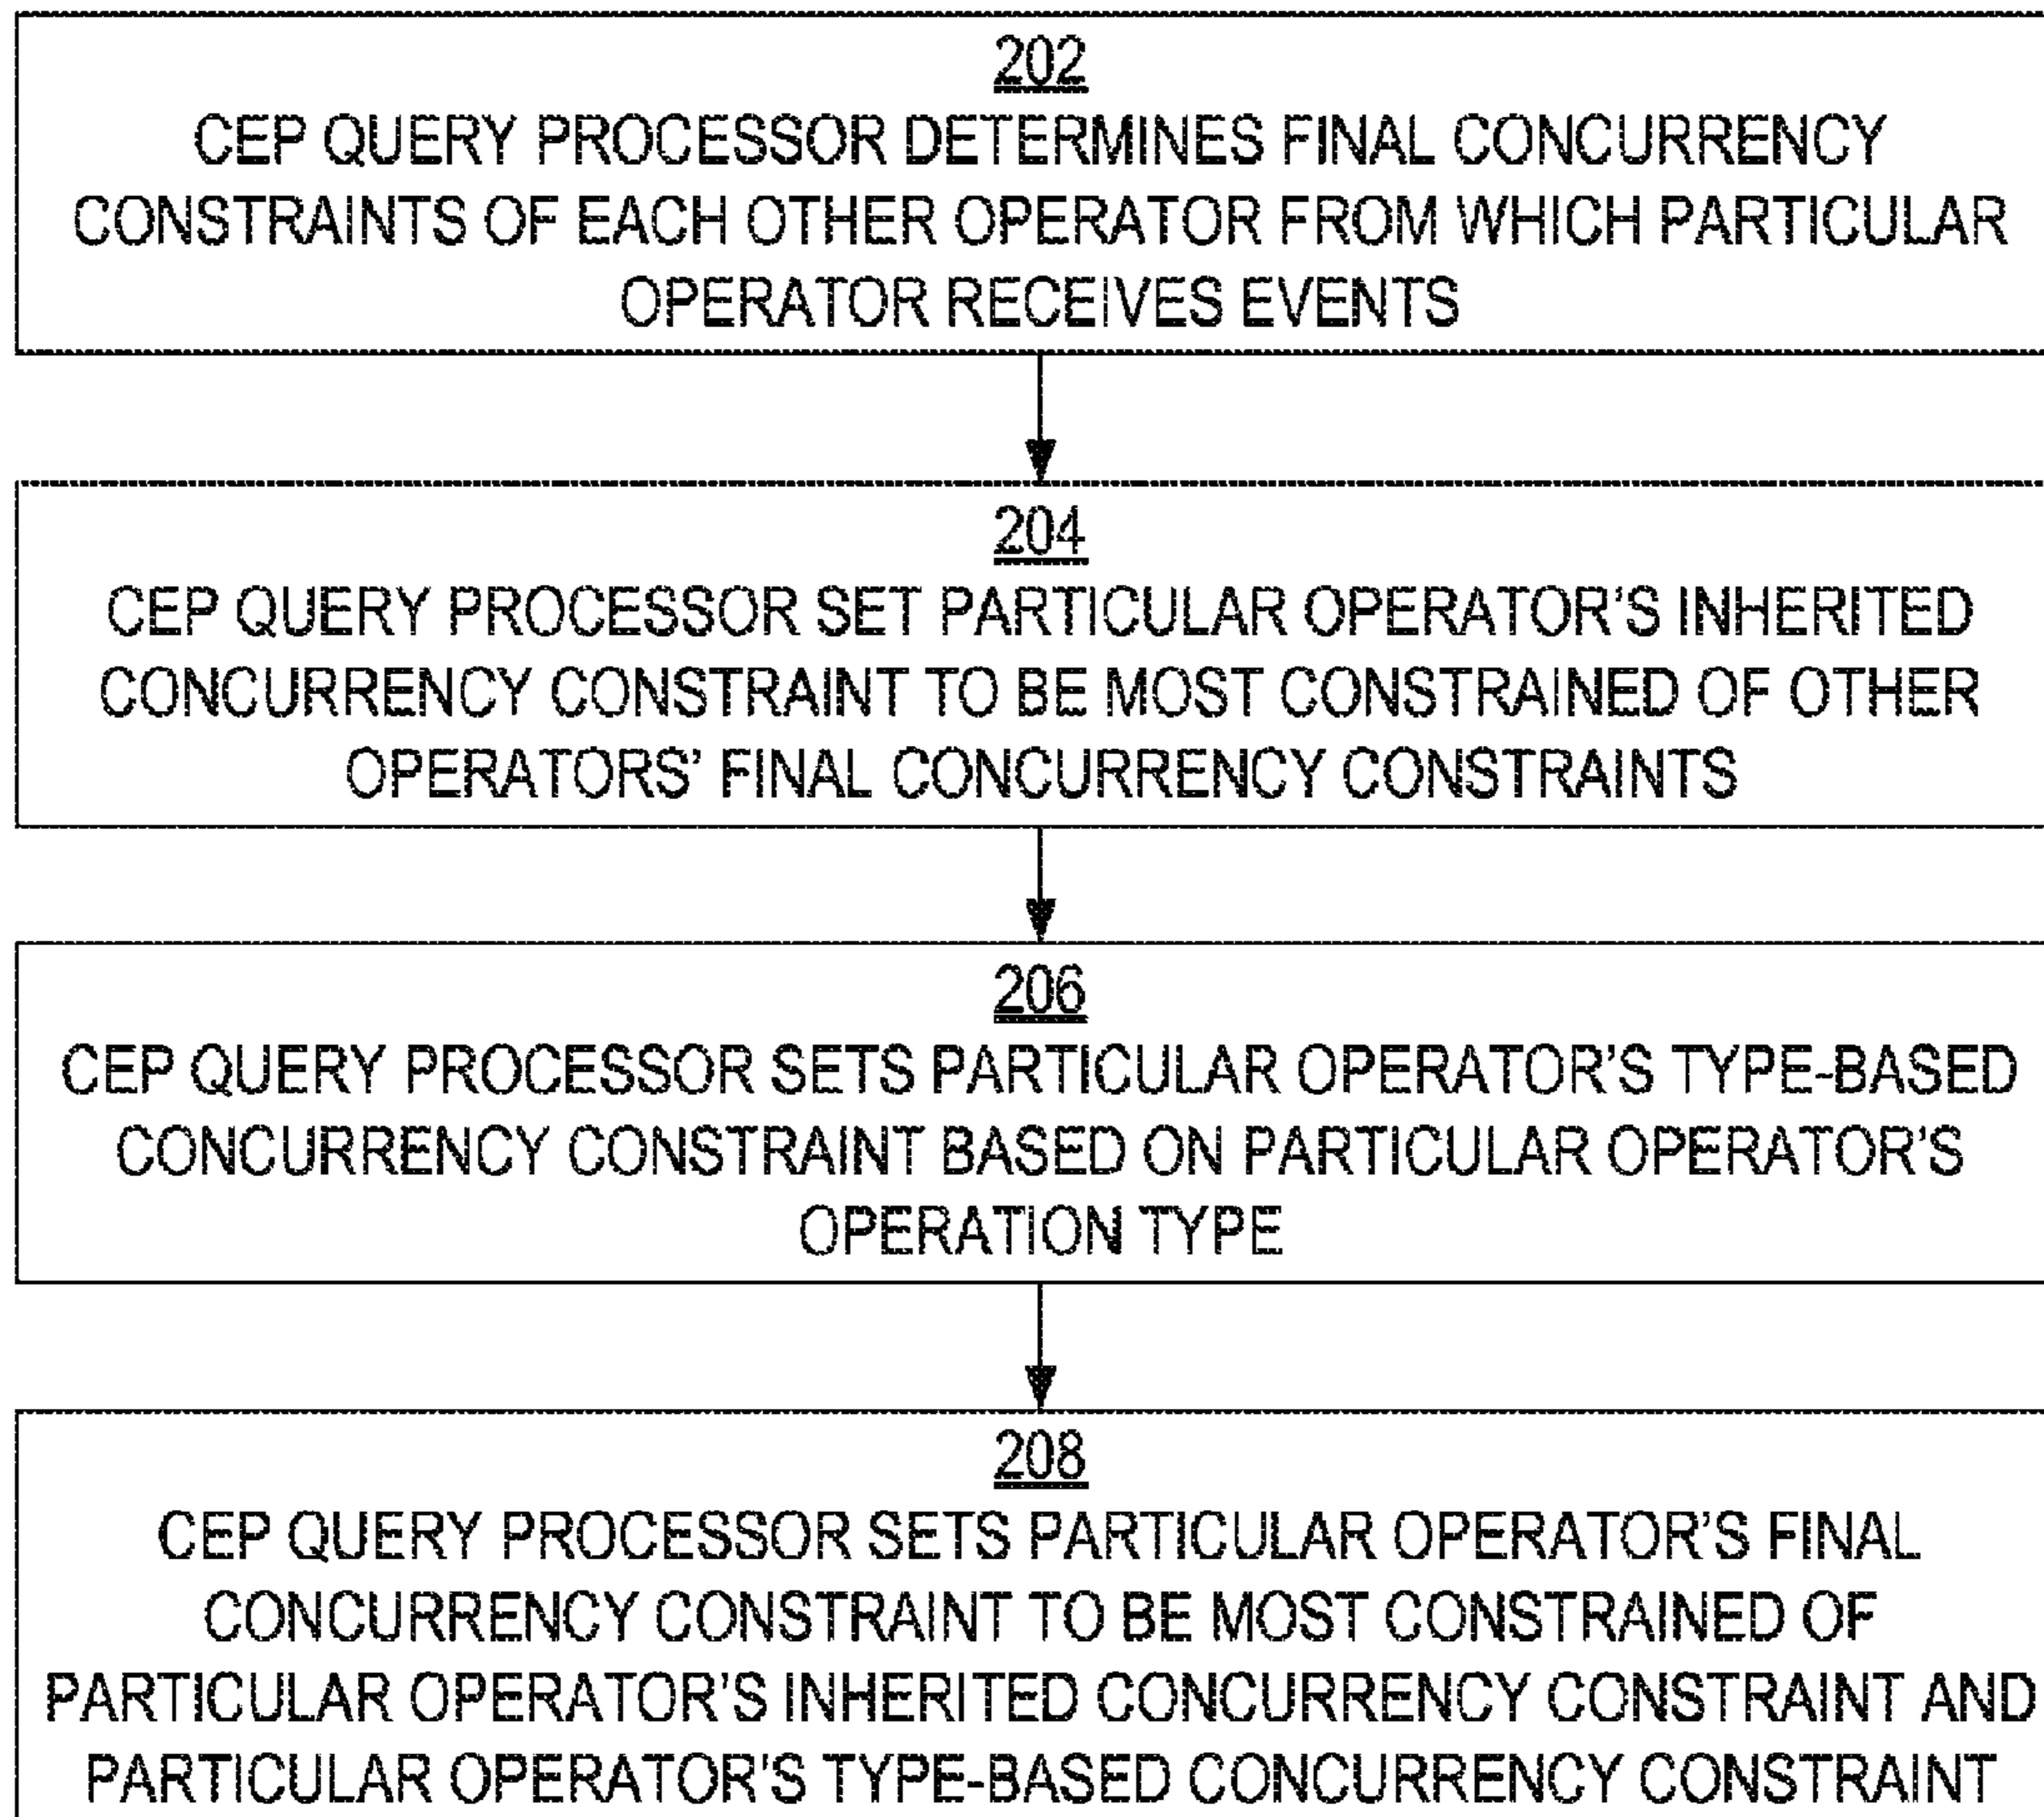 202
CEP QUERY PROCESSOR DETERMINES FINAL CONCURRENCY
CONSTRAINTS OF EACH OTHER OPERATOR FROM WHICH PARTICULAR
OPERATOR RECEIVES EVENTS
204
CEP QUERY PROCESSOR SET PARTICULAR OPERATOR'S INHERITED
CONCURRENCY CONSTRAINT TO BE MOST CONSTRAINED OF OTHER
OPERATORS' FINAL CONCURRENCY CONSTRAINTS
206
CEP QUERY PROCESSOR SETS PARTICULAR OPERATOR'S TYPE-BASED
CONCURRENCY CONSTRAINT BASED ON PARTICULAR OPERATOR'S
OPERATION TYPE
208
CEP QUERY PROCESSOR SETS PARTICULAR OPERATOR'S FINAL
CONCURRENCY CONSTRAINT TO BE MOST CONSTRAINED OF
PARTICULAR OPERATOR'S INHERITED CONCURRENCY CONSTRAINT AND
PARTICULAR OPERATOR'S TYPE-BASED CONCURRENCY CONSTRAINT